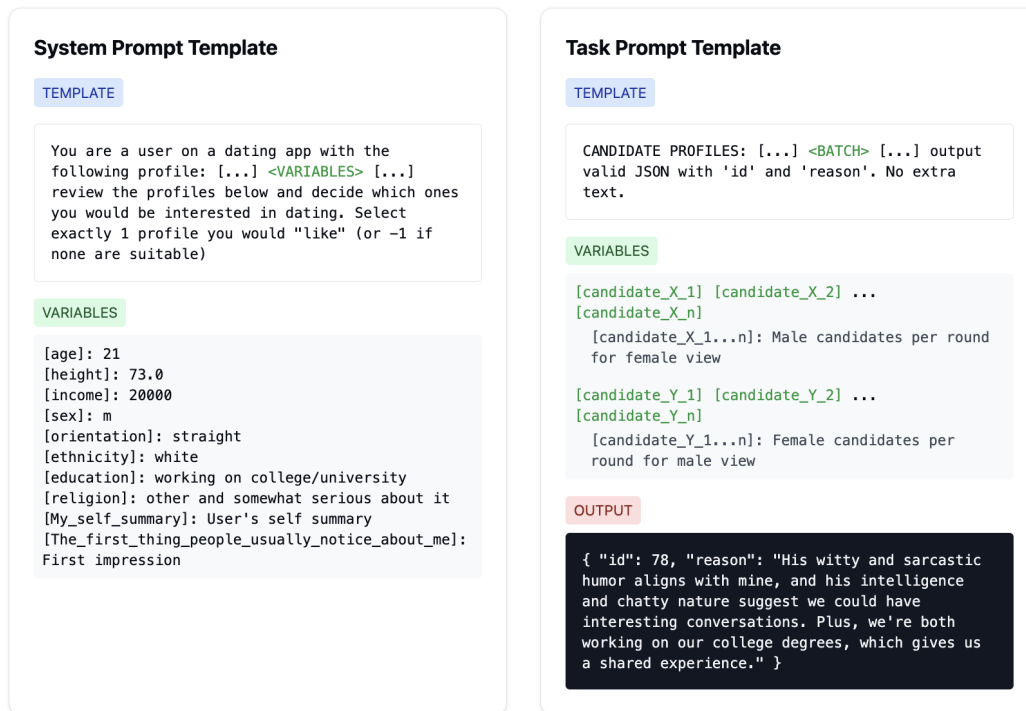 System Prompt Template
TEMPLATE
You are a user on a dating app with the
following profile: [...] <VARIABLES> [...]
review the profiles below and decide which ones
you would be interested in dating. Select
exactly 1 profile you would "like" (or -1 if
none are suitable)
VARIABLES
[age]: 21
[height]: 73.0
[income]: 20000
[sex]: m
[orientation]: straight
[ethnicity]: white
[education]: working on college/university
[religion]: other and somewhat serious about it
[My_self_summary]: User's self summary
[The_first_thing_people_usually_notice_about_me]:
First impression
Task Prompt Template
TEMPLATE
CANDIDATE PROFILES: [...] <BATCH> [...] output
valid JSON with 'id' and 'reason'. No extra
text.
VARIABLES
[candidate_X_1] [candidate_X_2] ...
[candidate_X_n]
[candidate_X_1...n]: Male candidates per round
for female view
[candidate_Y_1] [candidate_Y_2] ...
[candidate_Y_n]
[candidate_Y_1...n]: Female candidates per
round for male view
OUTPUT
{ "id": 78, "reason": "His witty and sarcastic
humor aligns with mine, and his intelligence
and chatty nature suggest we could have
interesting conversations. Plus, we're both
working on our college degrees, which gives us
a shared experience." }